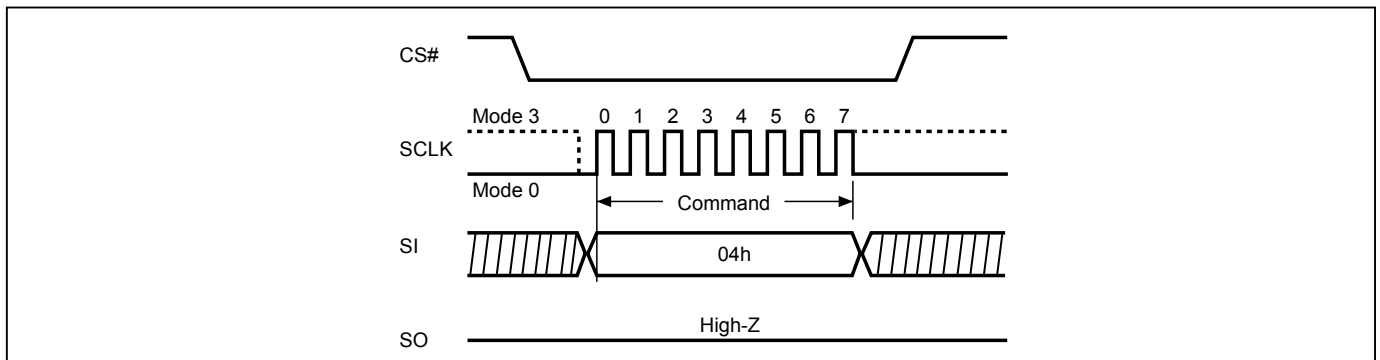 CS#
Mode 3 0 1 2 3 4 5 6 7
SCLK
Mode 0
Command
SI 04h
High-Z
SO